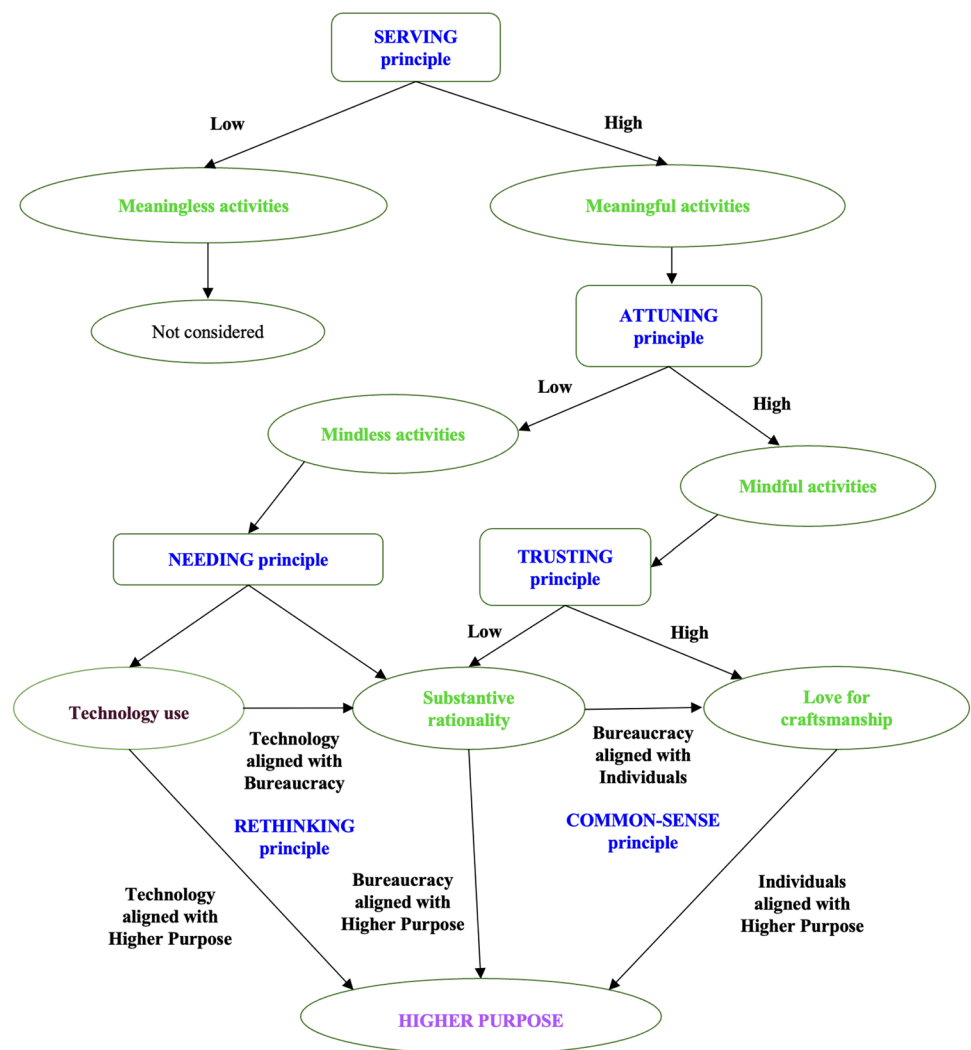 SERVING
principle
Low
High
Meaningless activities
Meaningful activities
Not considered
ATTUNING
principle
Low
High
Mindless activities
Mindful activities
NEEDING principle
TRUSTING
principle
Low
High
Technology use
Substantive
rationality
Love for
craftsmanship
Technology
aligned with
Bureaucracy
Bureaucracy
aligned with
Individuals
RETHINKING
principle
COMMON-SENSE
principle
Technology
aligned with
Higher Purpose
Bureaucracy
aligned with
Higher Purpose
Individuals
aligned with
Higher Purpose
HIGHER PURPOSE